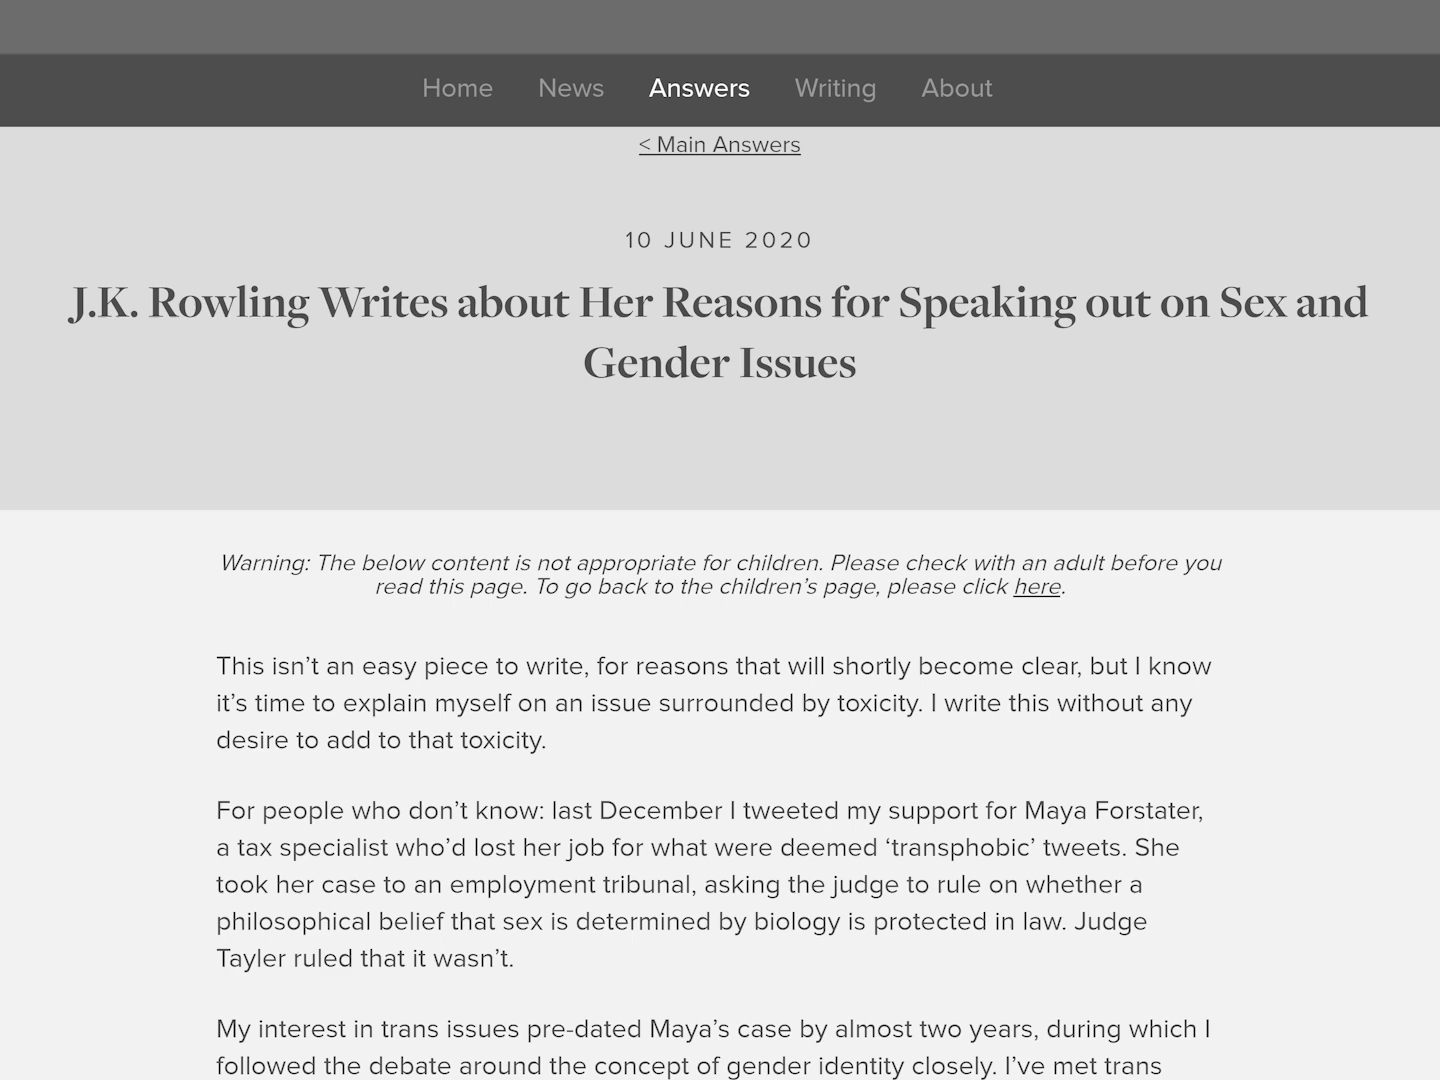 Home News Answers Writing About
< Main Answers
10 JUNE 2020
J.K. Rowling Writes about Her Reasons for Speaking out on Sex and
Gender Issues
Warning: The below content is not appropriate for children. Please check with an adult before you
read this page. To go back to the children’s page, please click here.
This isn’t an easy piece to write, for reasons that will shortly become clear, but I know
it’s time to explain myself on an issue surrounded by toxicity. I write this without any
desire to add to that toxicity.
For people who don’t know: last December I tweeted my support for Maya Forstater,
a tax specialist who’d lost her job for what were deemed ‘transphobic’ tweets. She
took her case to an employment tribunal, asking the judge to rule on whether a
philosophical belief that sex is determined by biology is protected in law. Judge
Tayler ruled that it wasn’t.
My interest in trans issues pre-dated Maya’s case by almost two years, during which I
followed the debate around the concept of gender identity closely. I’ve met trans